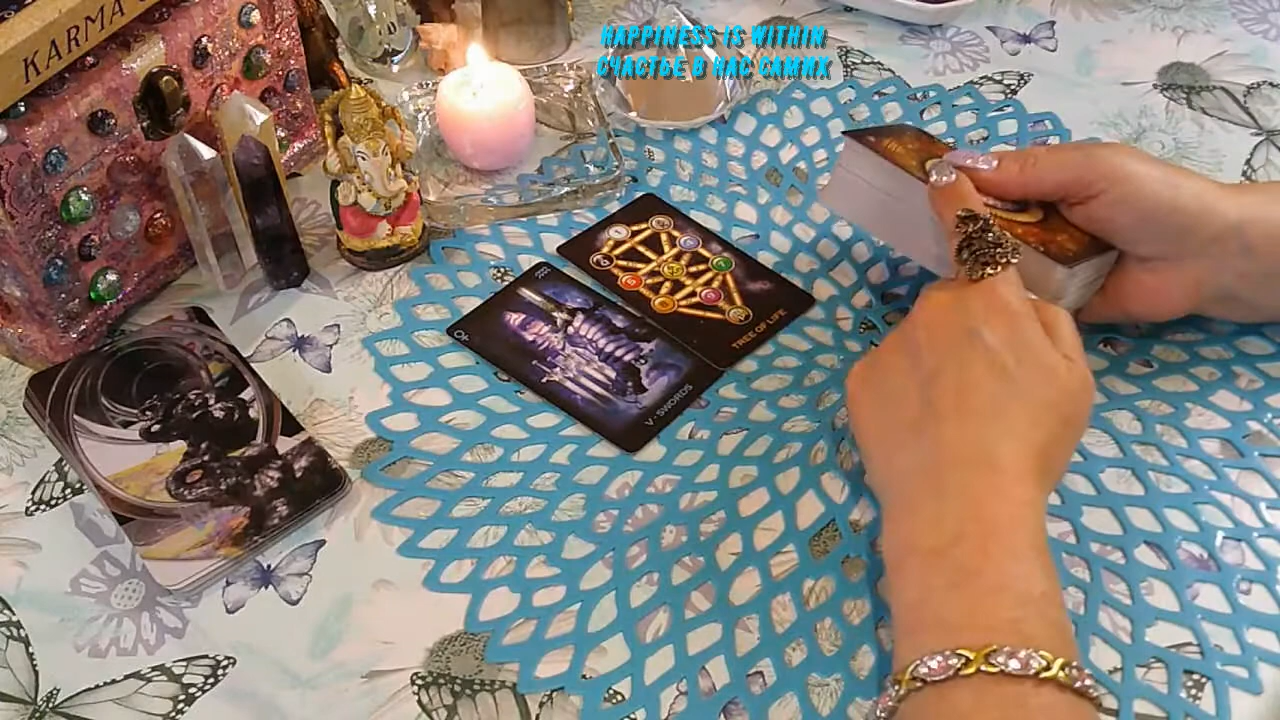 HAPPINESS IS WITHIN
СЧАСТЬЕ В НАС САМИХ
KARMA
TREE OF LIFE
V - SWORDS